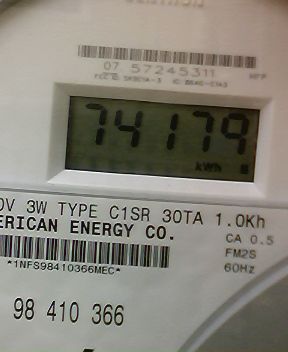 07 57245311
74179
kWh
0V 3W TYPE C1SR 30TA 1.0Kh
ERICAN ENERGY CO.
CA 0.5
FM2S
60Hz
*1NFS98410366MEC*
98 410 366